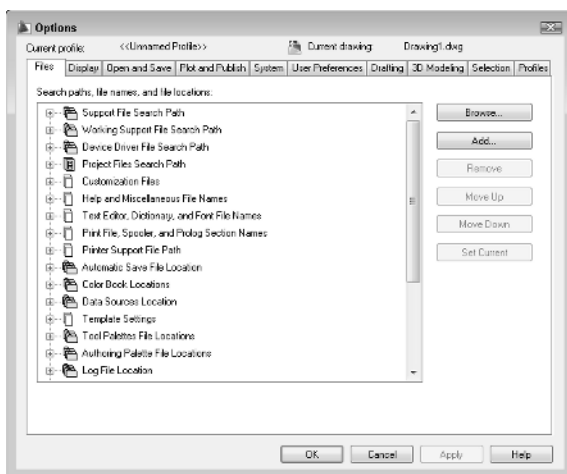 Options
Current profile: <<Unnamed Profile>> Current drawing: Drawing1.dwg
Files Display Open and Save Plot and Publish System User Preferences Drafting 3D Modeling Selection Profiles
Search paths, file names, and file locations:
Support File Search Path
Working Support File Search Path
Device Driver File Search Path
Project Files Search Path
Customization Files
Help and Miscellaneous File Names
Text Editor, Dictionary, and Font File Names
Print File, Spooler, and Prolog Section Names
Printer Support File Path
Automatic Save File Location
Color Book Locations
Data Sources Location
Template Settings
Tool Palettes File Locations
Authoring Palette File Locations
Log File Location
Browse...
Add...
Remove
Move Up
Move Down
Set Current
OK Cancel Apply Help